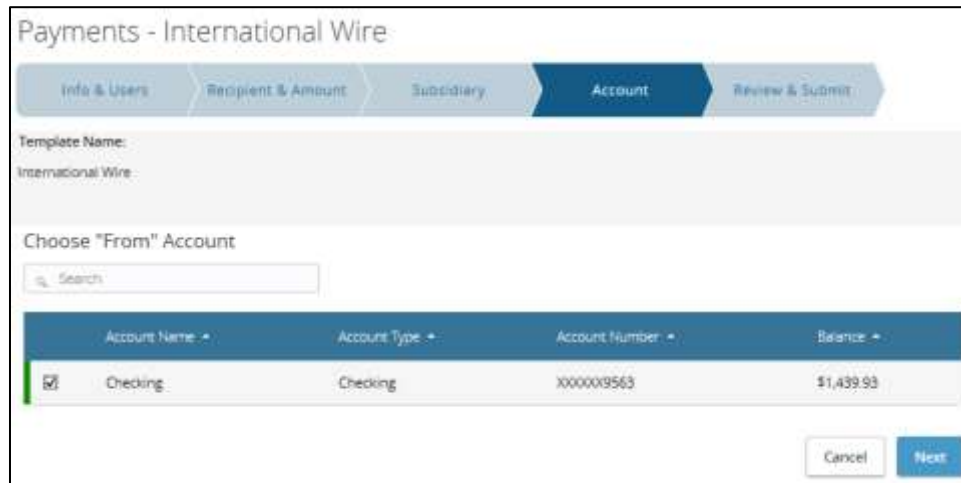 Payments - International Wire
Info & Users Recipient & Amount Subsidiary Account Review & Submit
Template Name:
International Wire
Choose "From" Account
Search
Account Name Account Type Account Number Balance
Checking Checking XXXXXX9563 $1,439.93
Cancel Next